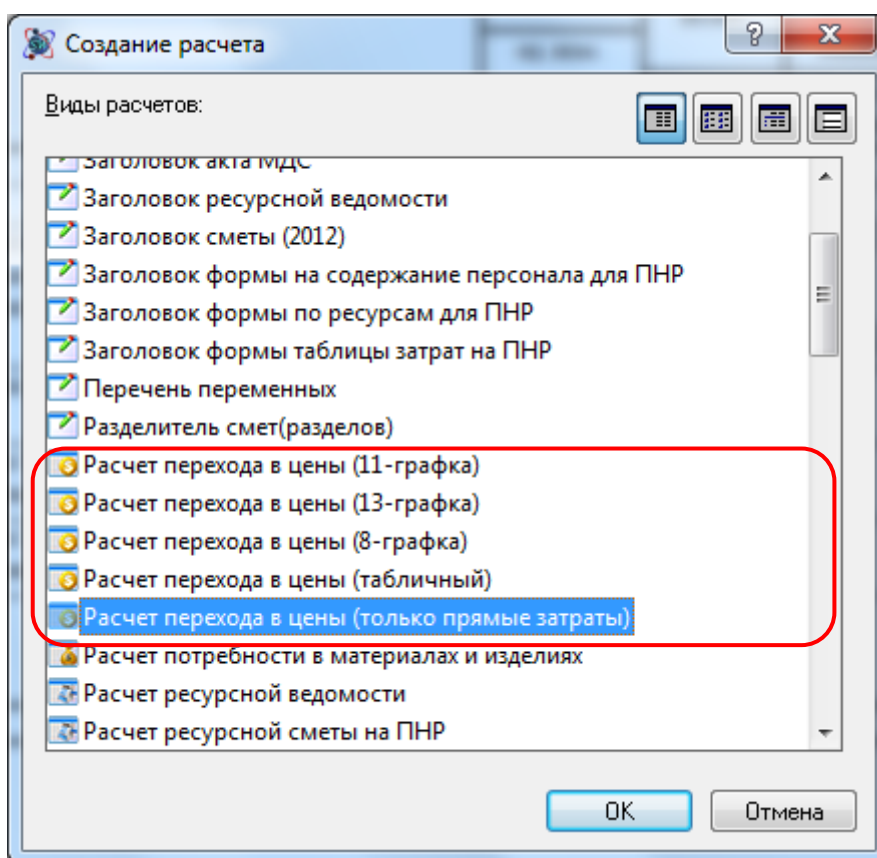 Создание расчета
Виды расчетов:
Заголовок акта МДС
Заголовок ресурсной ведомости
Заголовок сметы (2012)
Заголовок формы на содержание персонала для ПНР
Заголовок формы по ресурсам для ПНР
Заголовок формы таблицы затрат на ПНР
Перечень переменных
Разделитель смет(разделов)
Расчет перехода в цены (11-графка)
Расчет перехода в цены (13-графка)
Расчет перехода в цены (8-графка)
Расчет перехода в цены (табличный)
Расчет перехода в цены (только прямые затраты)
Расчет потребности в материалах и изделиях
Расчет ресурсной ведомости
Расчет ресурсной сметы на ПНР
OK
Отмена